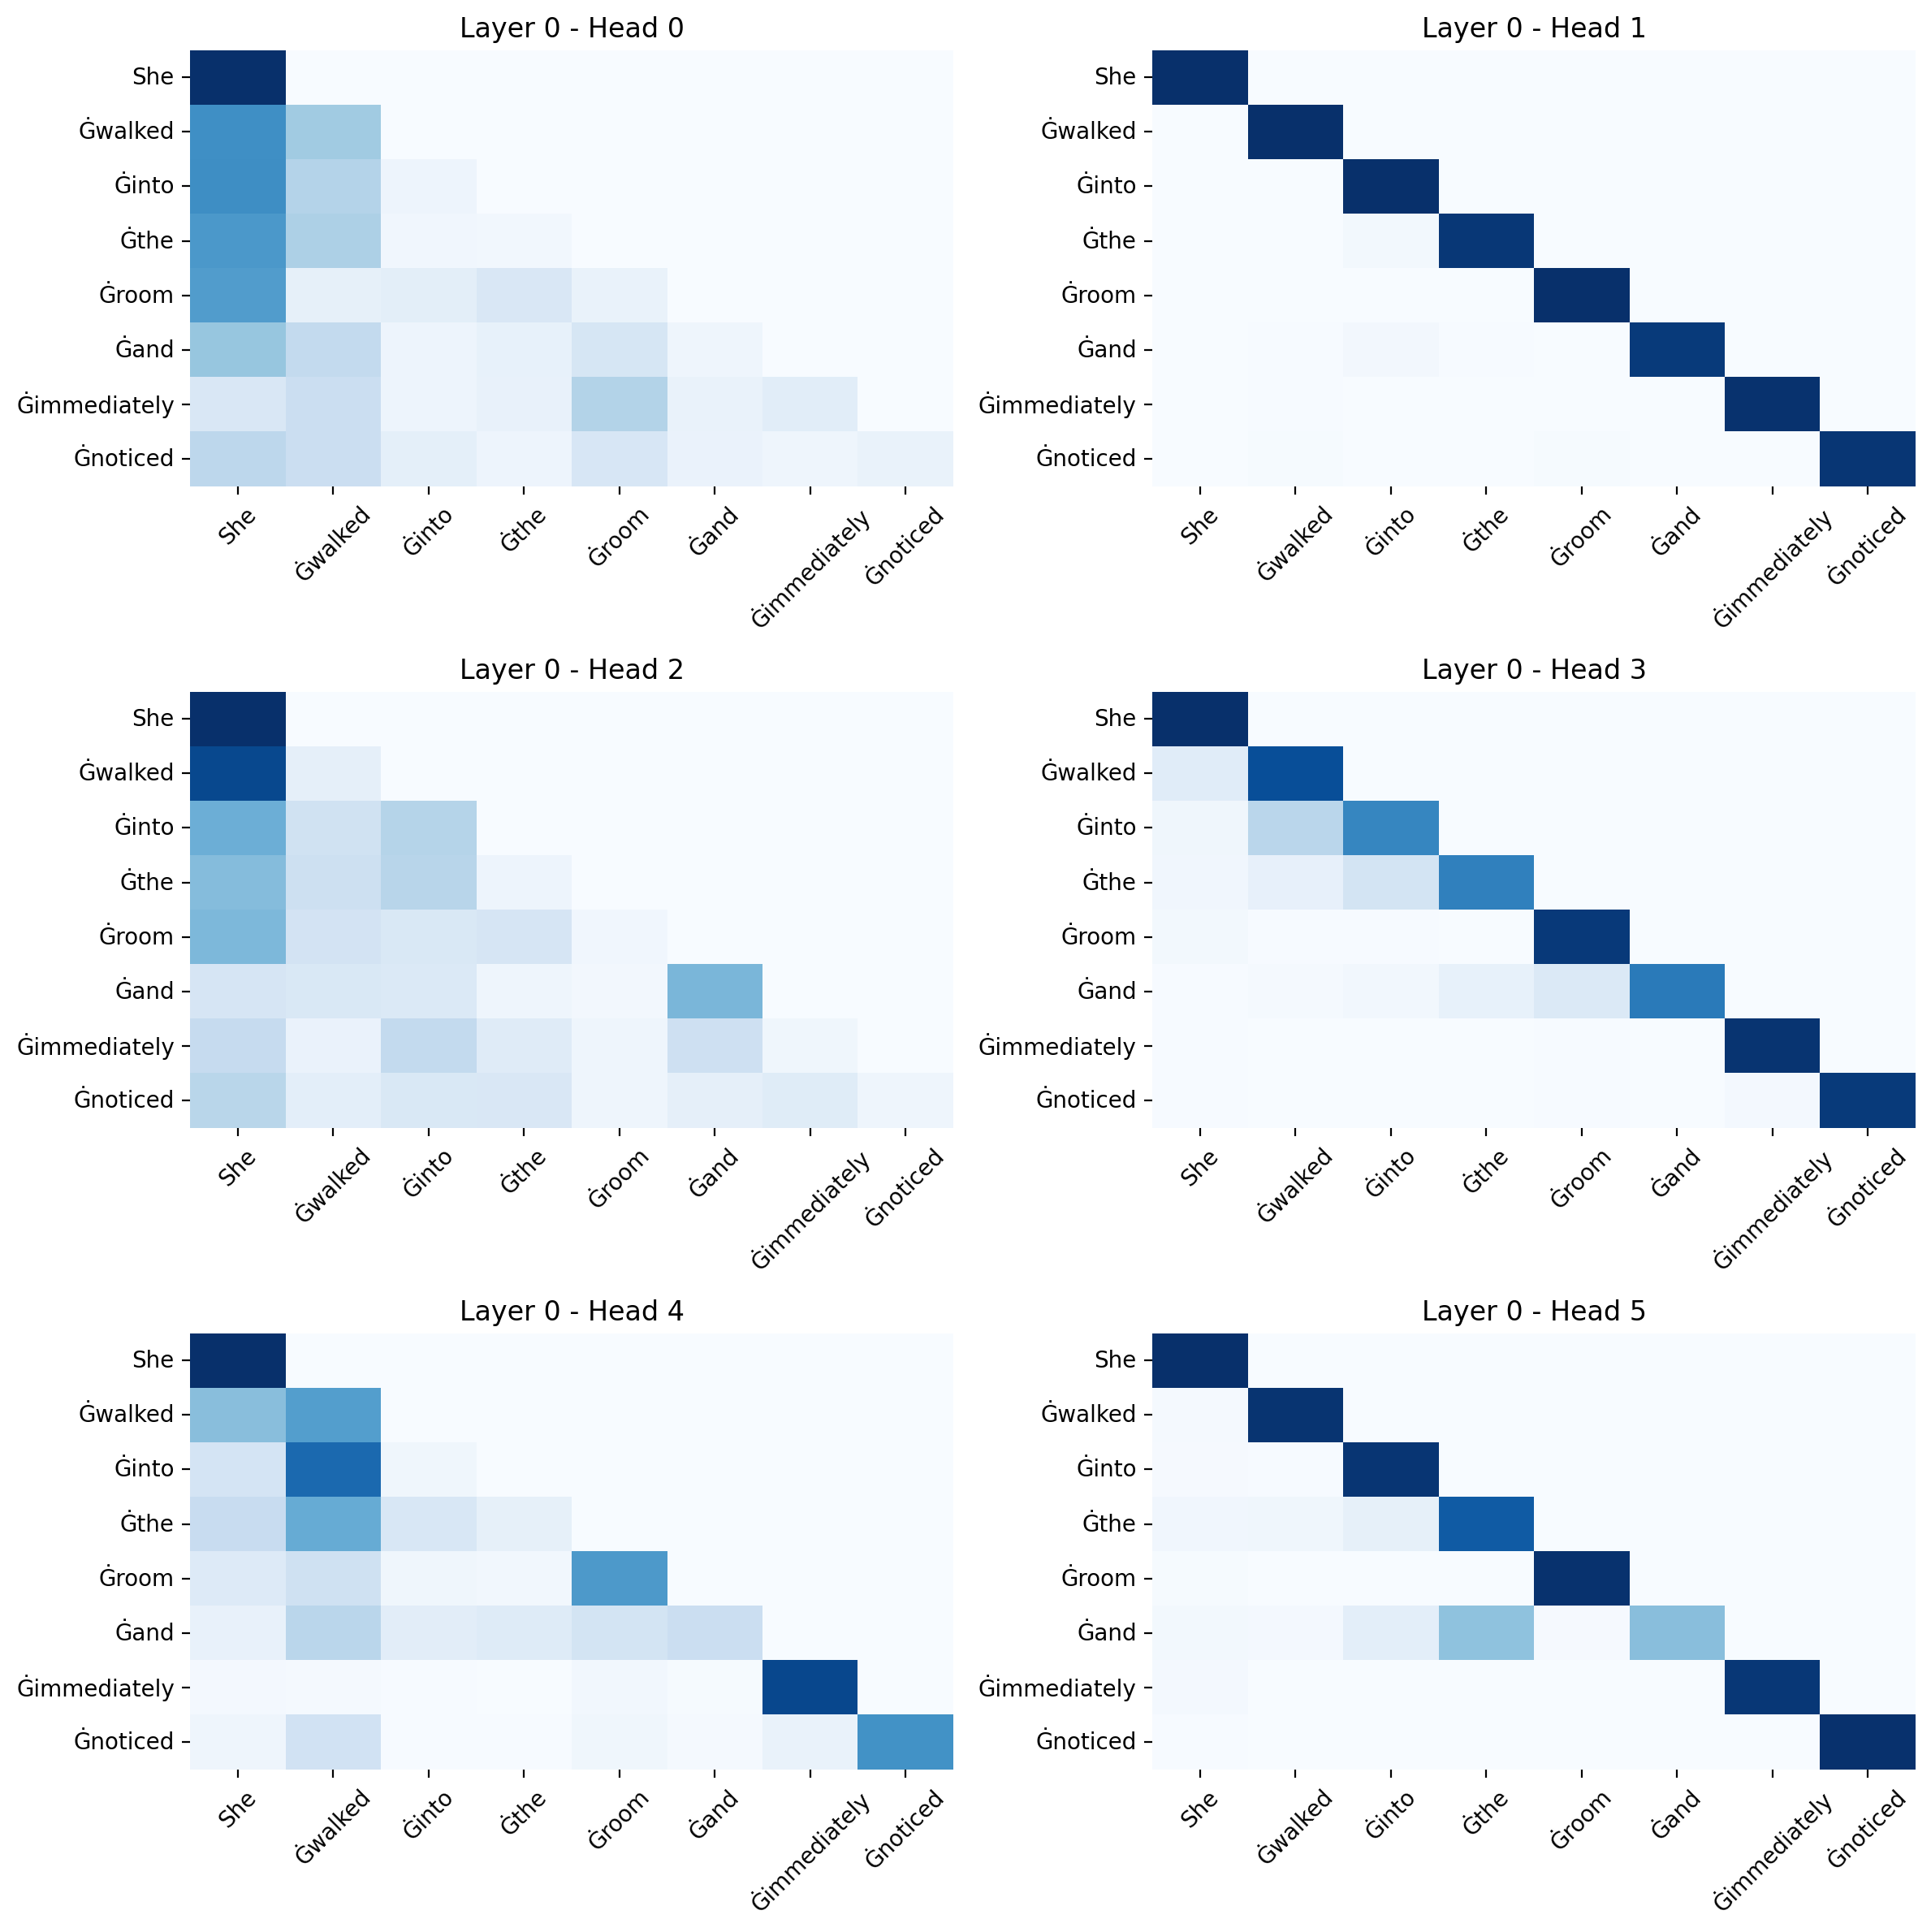 Layer 0 - Head 0
She
Ġwalked
Ġinto
Ġthe
Ġroom
Ġand
Ġimmediately
Ġnoticed
She
Ġwalked
Ġinto
Ġthe
Ġroom
Ġand
Ġimmediately
Ġnoticed
Layer 0 - Head 1
She
Ġwalked
Ġinto
Ġthe
Ġroom
Ġand
Ġimmediately
Ġnoticed
She
Ġwalked
Ġinto
Ġthe
Ġroom
Ġand
Ġimmediately
Ġnoticed
Layer 0 - Head 2
She
Ġwalked
Ġinto
Ġthe
Ġroom
Ġand
Ġimmediately
Ġnoticed
She
Ġwalked
Ġinto
Ġthe
Ġroom
Ġand
Ġimmediately
Ġnoticed
Layer 0 - Head 3
She
Ġwalked
Ġinto
Ġthe
Ġroom
Ġand
Ġimmediately
Ġnoticed
She
Ġwalked
Ġinto
Ġthe
Ġroom
Ġand
Ġimmediately
Ġnoticed
Layer 0 - Head 4
She
Ġwalked
Ġinto
Ġthe
Ġroom
Ġand
Ġimmediately
Ġnoticed
She
Ġwalked
Ġinto
Ġthe
Ġroom
Ġand
Ġimmediately
Ġnoticed
Layer 0 - Head 5
She
Ġwalked
Ġinto
Ġthe
Ġroom
Ġand
Ġimmediately
Ġnoticed
She
Ġwalked
Ġinto
Ġthe
Ġroom
Ġand
Ġimmediately
Ġnoticed